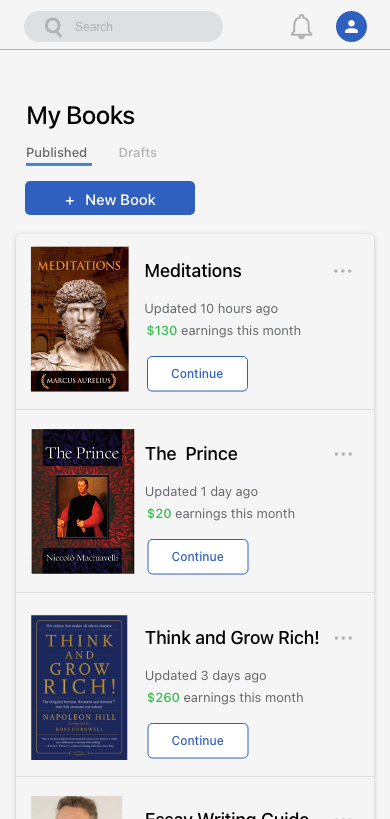 Search
My Books
Published
Drafts
+ New Book
MEDITATIONS
MARCUS AURELIUS
Meditations
Updated 10 hours ago
$130 earnings this month
Continue
The Prince
Niccolò Machiavelli
The Prince
Updated 1 day ago
$20 earnings this month
Continue
THINK
AND
GROW
RICH!
NAPOLEON HILL
ROSS CORNWELL
Think and Grow Rich!
Updated 3 days ago
$260 earnings this month
Continue
Essay Writing Guide